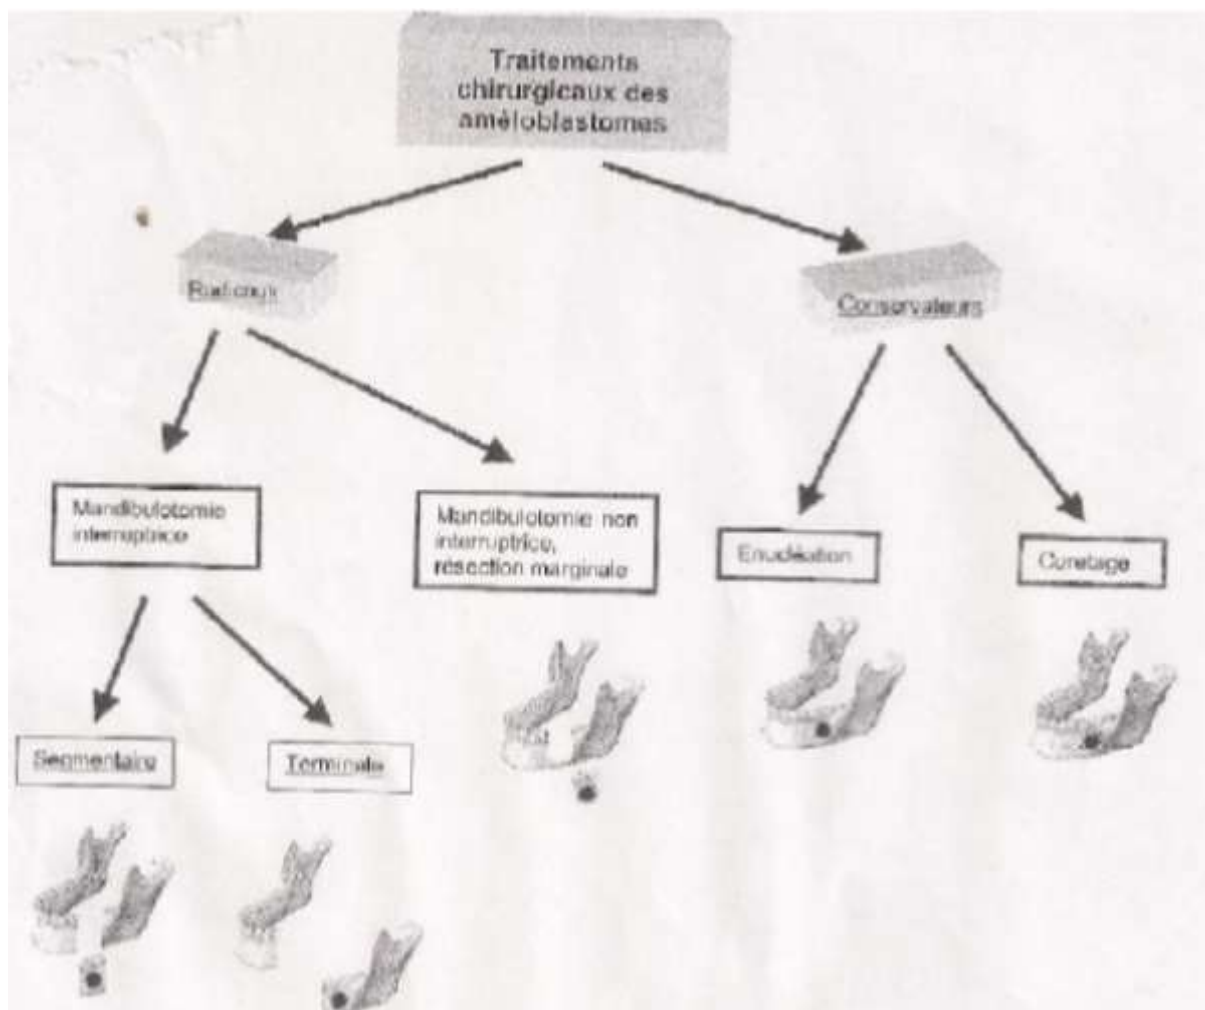 Traitements
chirurgicaux des
améloblastomes
Radicaux
Conservateurs
Mandibulotomie
interruptrice
Mandibulotomie non
interruptrice,
résection marginale
Enucléation
Curetage
Segmentaire
Terminale